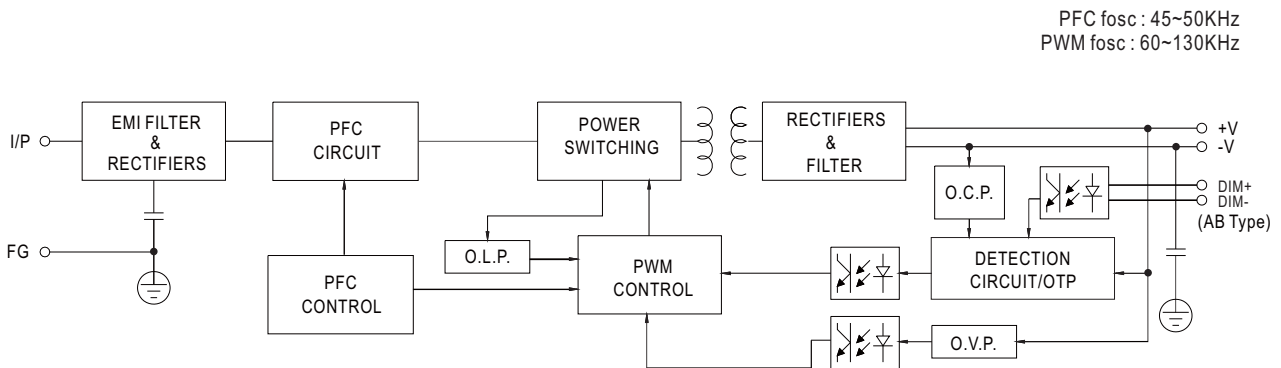 PFC fosc : 45~50KHz
PWM fosc : 60~130KHz
I/P
EMI FILTER
&
RECTIFIERS
PFC
CIRCUIT
POWER
SWITCHING
RECTIFIERS
&
FILTER
+V
-V
O.C.P.
DIM+
DIM-
(AB Type)
FG
O.L.P.
PFC
CONTROL
PWM
CONTROL
DETECTION
CIRCUIT/OTP
O.V.P.